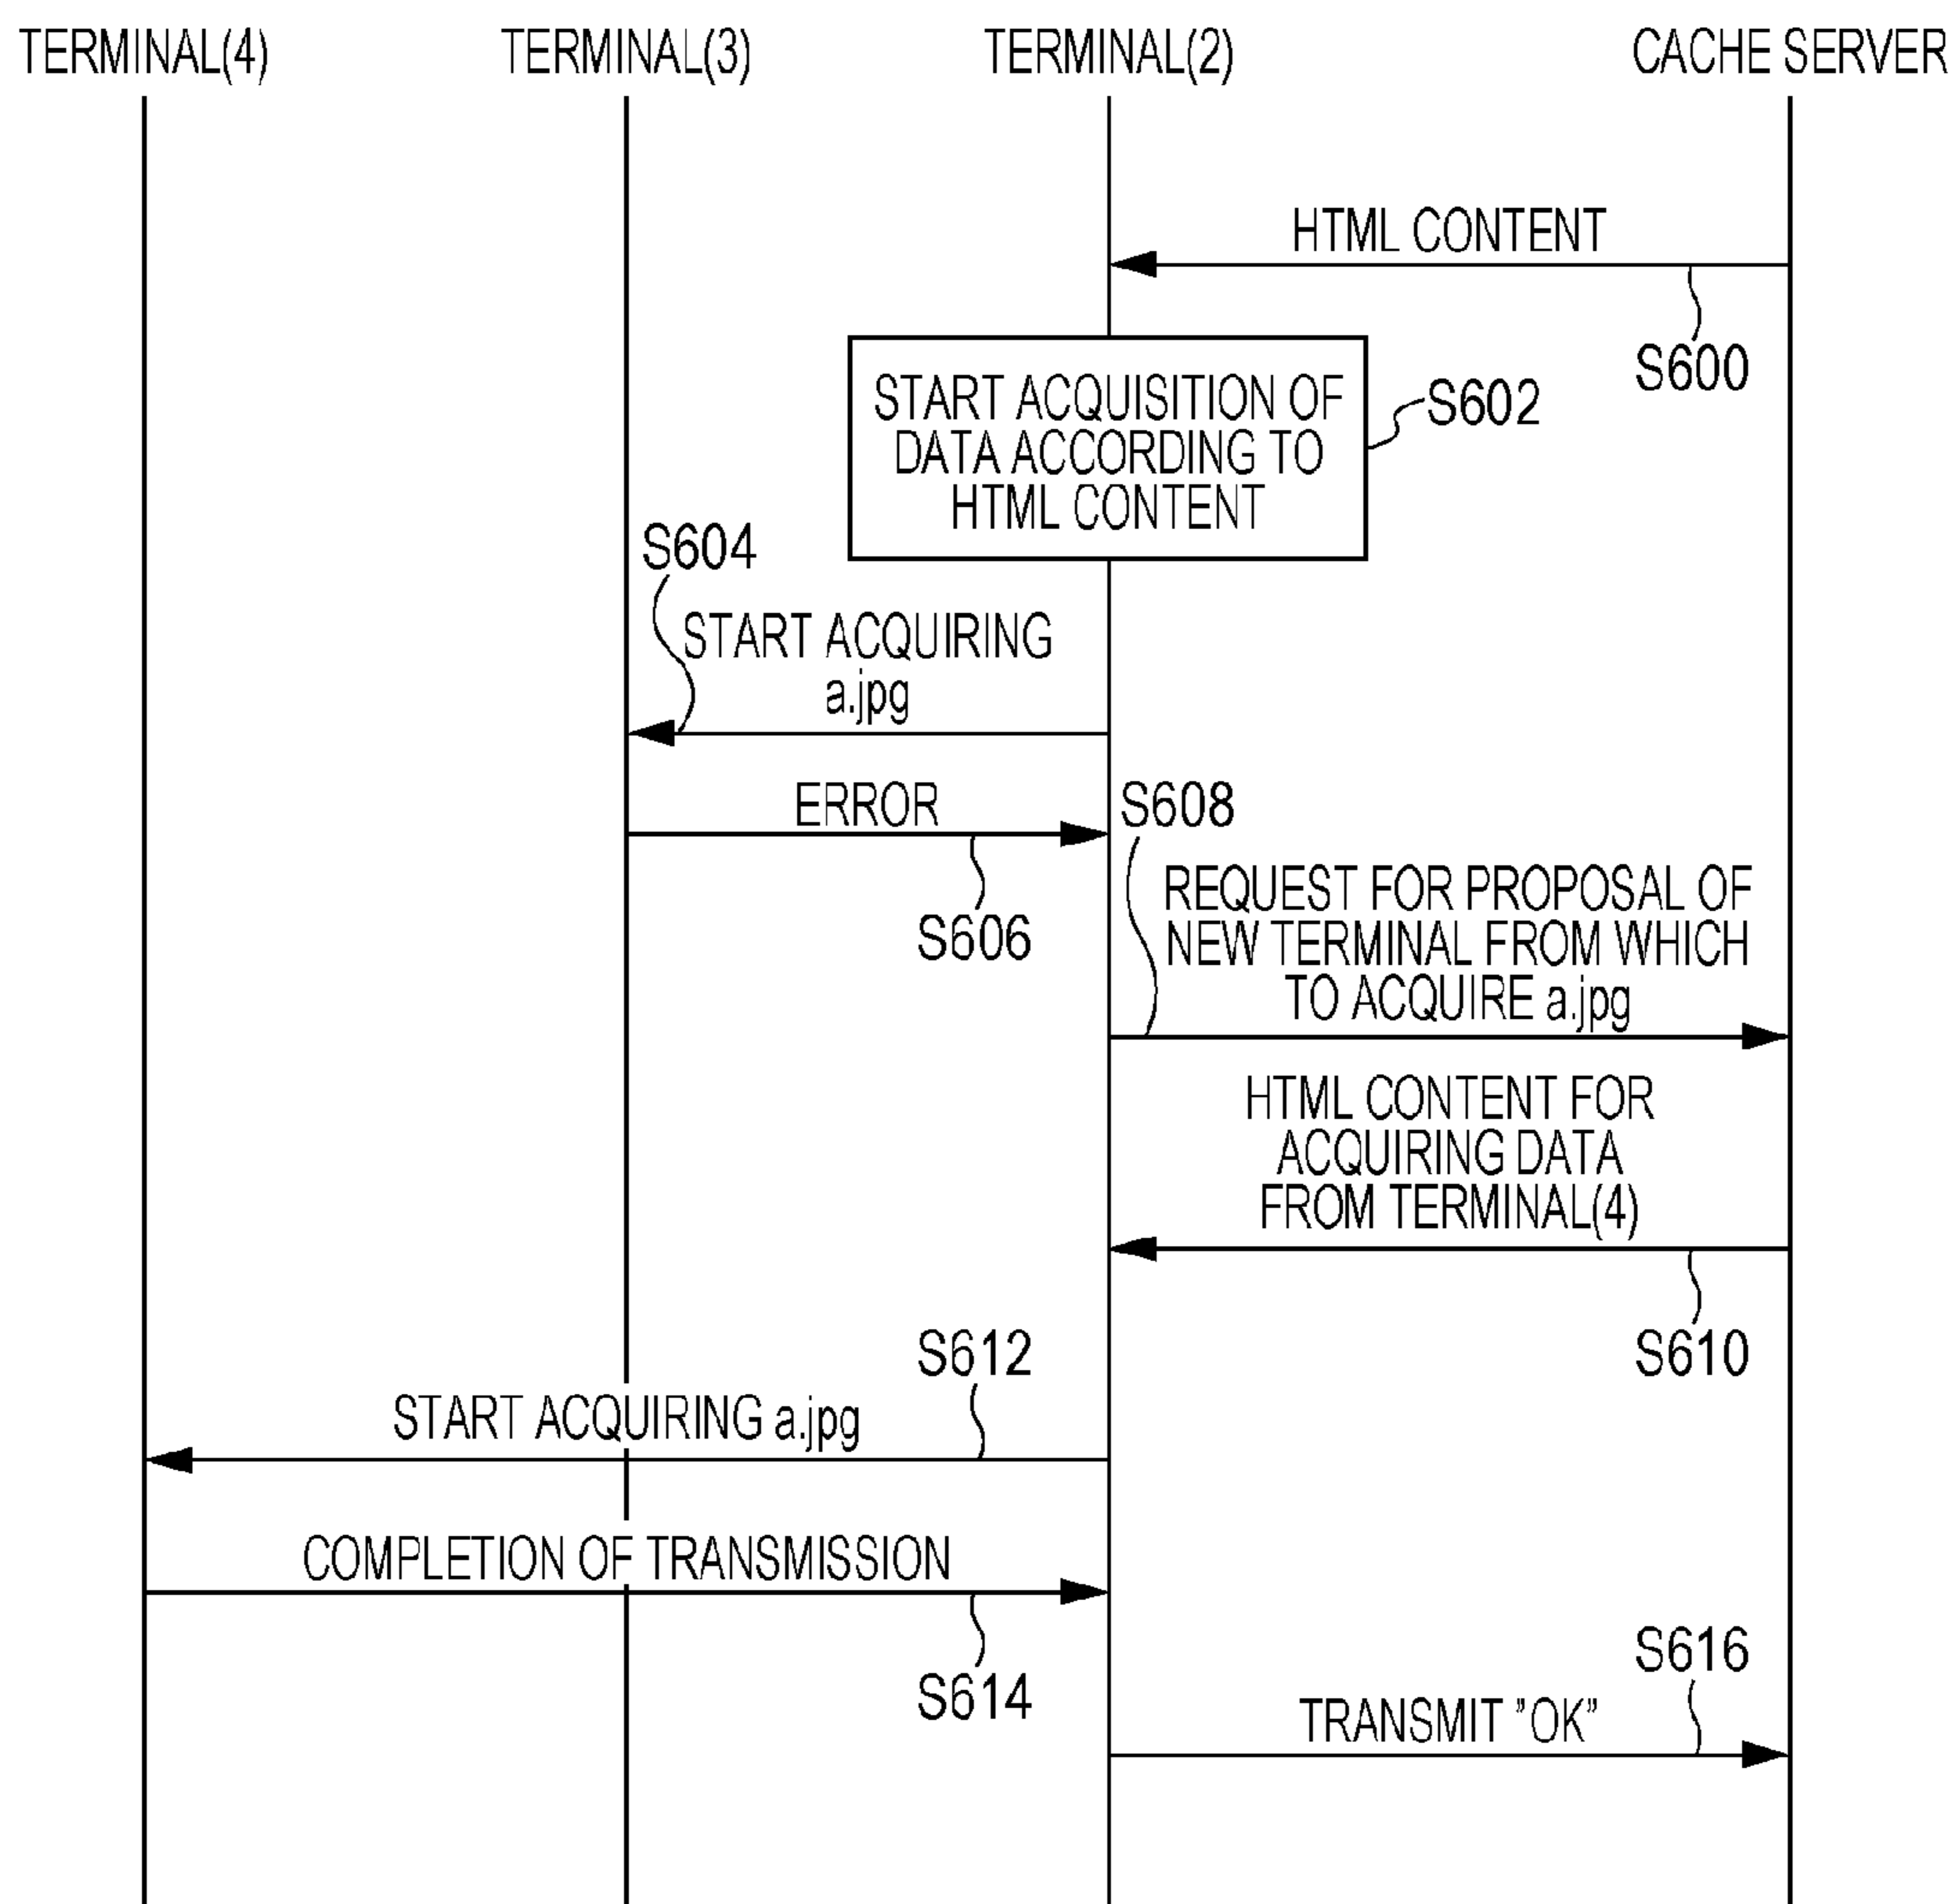 TERMINAL(4)
TERMINAL(3)
TERMINAL(2)
CACHE SERVER
HTML CONTENT
S600
START ACQUISITION OF
DATA ACCORDING TO
HTML CONTENT
S602
S604
START ACQUIRING
a.jpg
ERROR
S606
S608
REQUEST FOR PROPOSAL OF
NEW TERMINAL FROM WHICH
TO ACQUIRE a.jpg
HTML CONTENT FOR
ACQUIRING DATA
FROM TERMINAL(4)
S610
S612
START ACQUIRING a.jpg
COMPLETION OF TRANSMISSION
S614
S616
TRANSMIT ”OK”